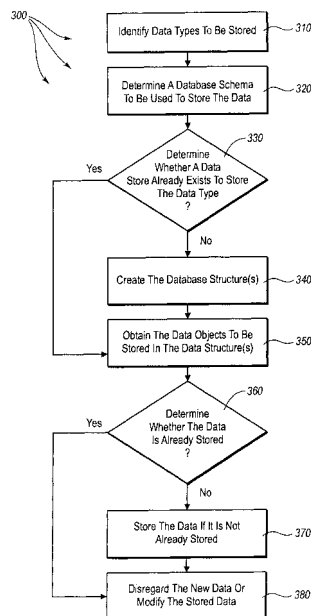 300
Identify Data Types To Be Stored
310
Determine A Database Schema
To Be Used To Store The Data
320
330
Determine
Whether A Data
Store Already Exists To Store
The Data Type
?
Yes
No
Create The Database Structure(s)
340
Obtain The Data Objects To Be
Stored In The Data Structure(s)
350
360
Determine
Whether The Data
Is Already Stored
?
Yes
No
Store The Data If It Is Not
Already Stored
370
Disregard The New Data Or
Modify The Stored Data
380